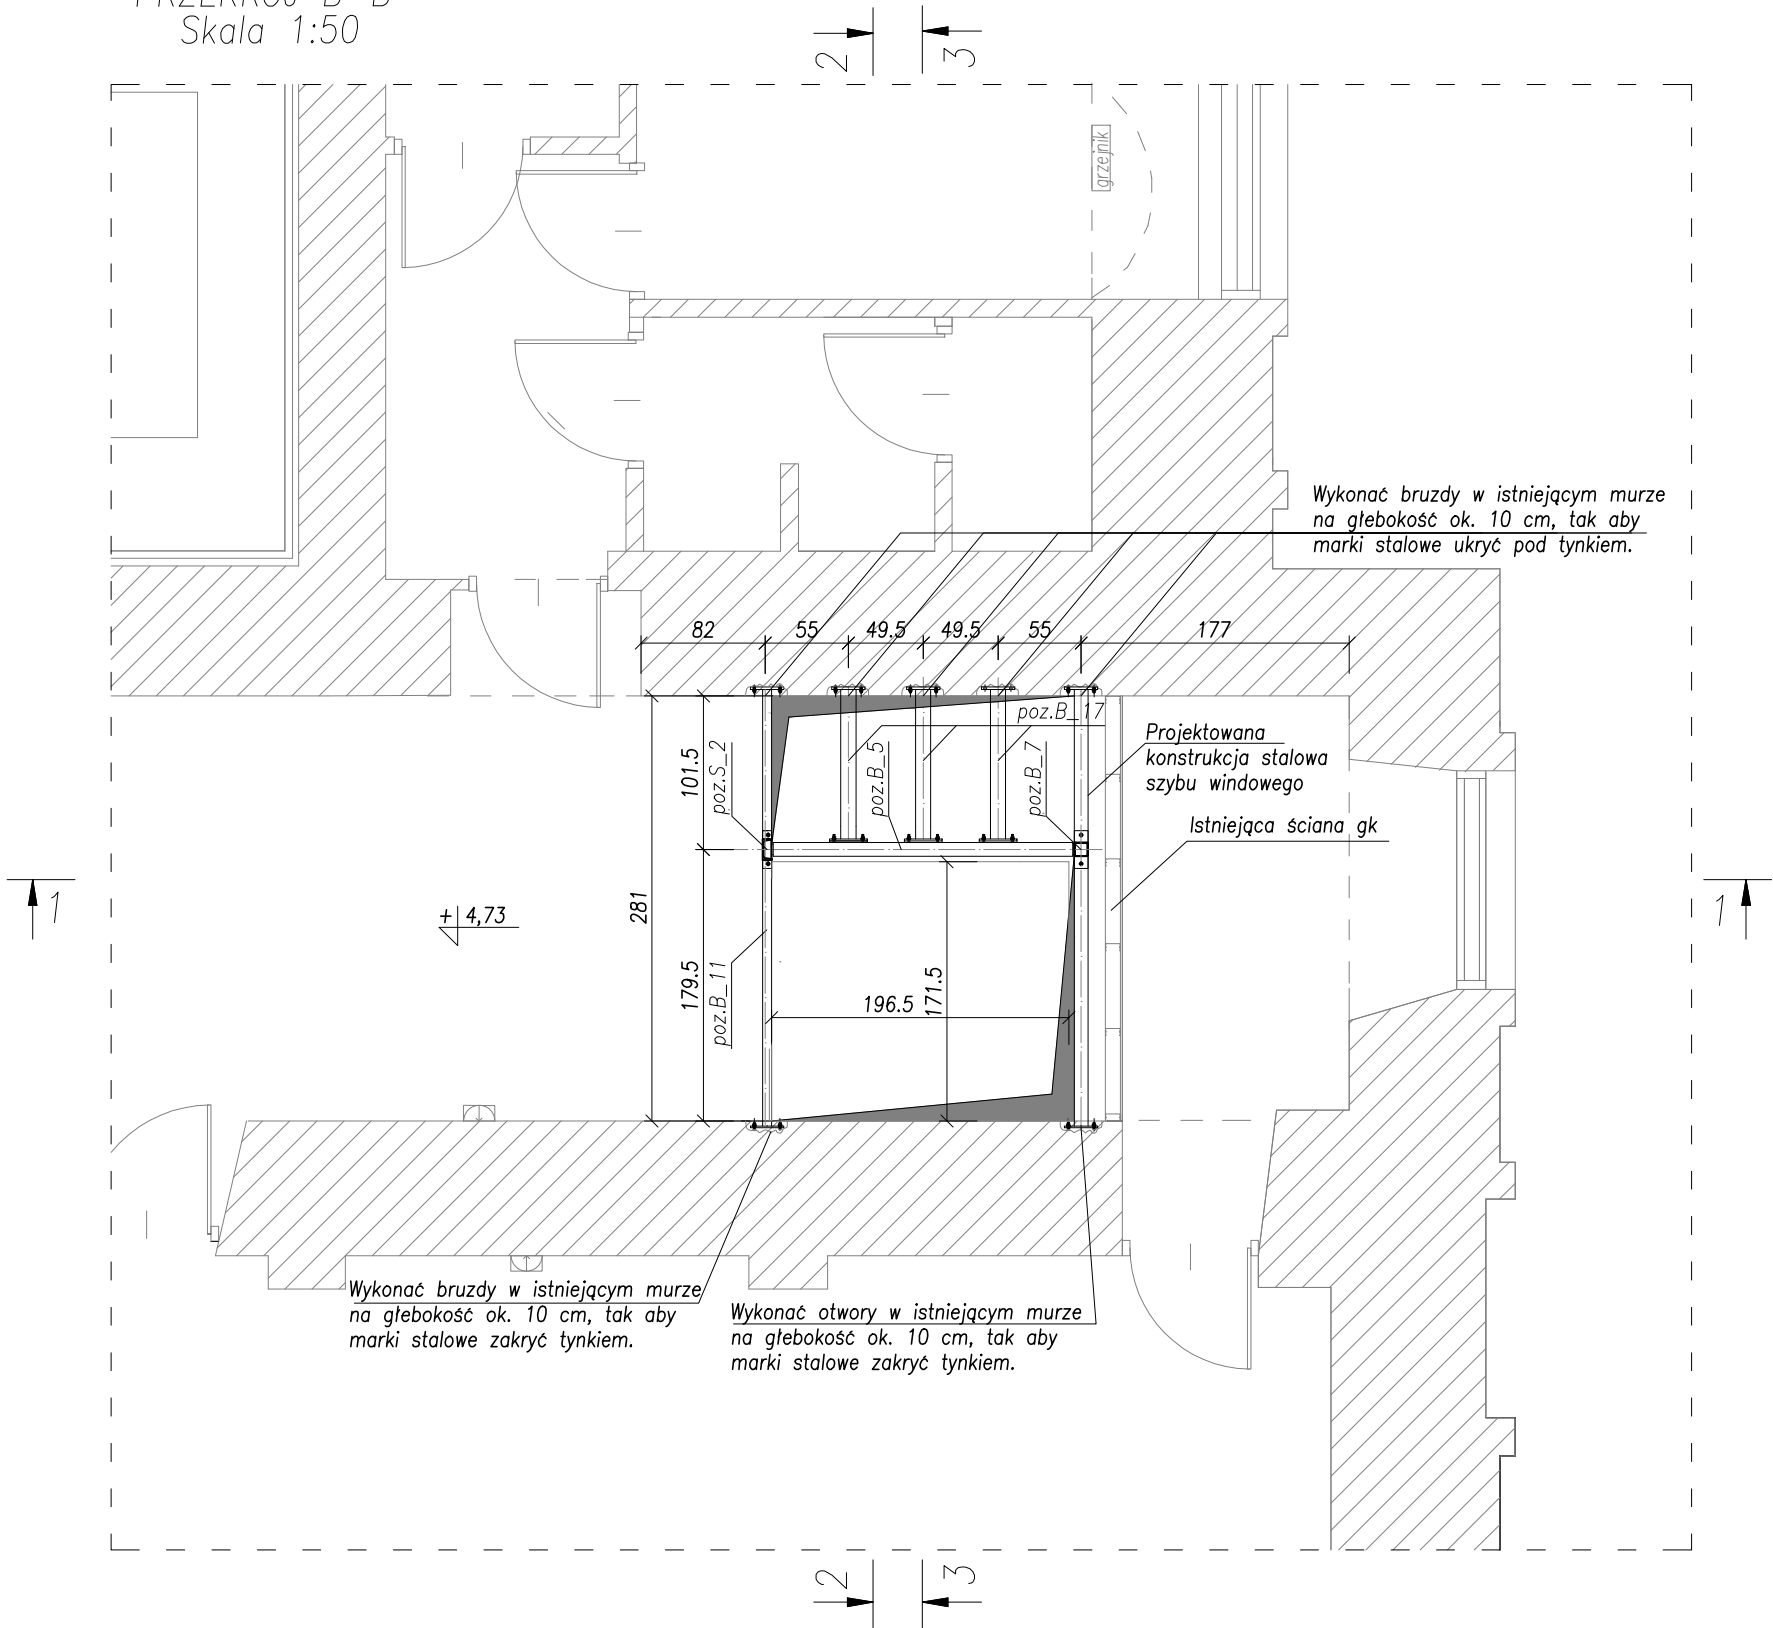 PRZEKRÓJ B-B
Skala 1:50
2
3
grzejnik
Wykonać bruzdy w istniejącym murze
na głebokość ok. 10 cm, tak aby
marki stalowe ukryć pod tynkiem.
82
55
49.5
49.5
55
177
poz.B_17
101.5
poz.S_2
poz.B_5
poz.B_7
Projektowana
konstrukcja stalowa
szybu windowego
Istniejąca ściana gk
1
1
281
+ 4,73
179.5
poz.B_11
196.5
171.5
Wykonać bruzdy w istniejącym murze
na głebokość ok. 10 cm, tak aby
marki stalowe zakryć tynkiem.
Wykonać otwory w istniejącym murze
na głebokość ok. 10 cm, tak aby
marki stalowe zakryć tynkiem.
2
3